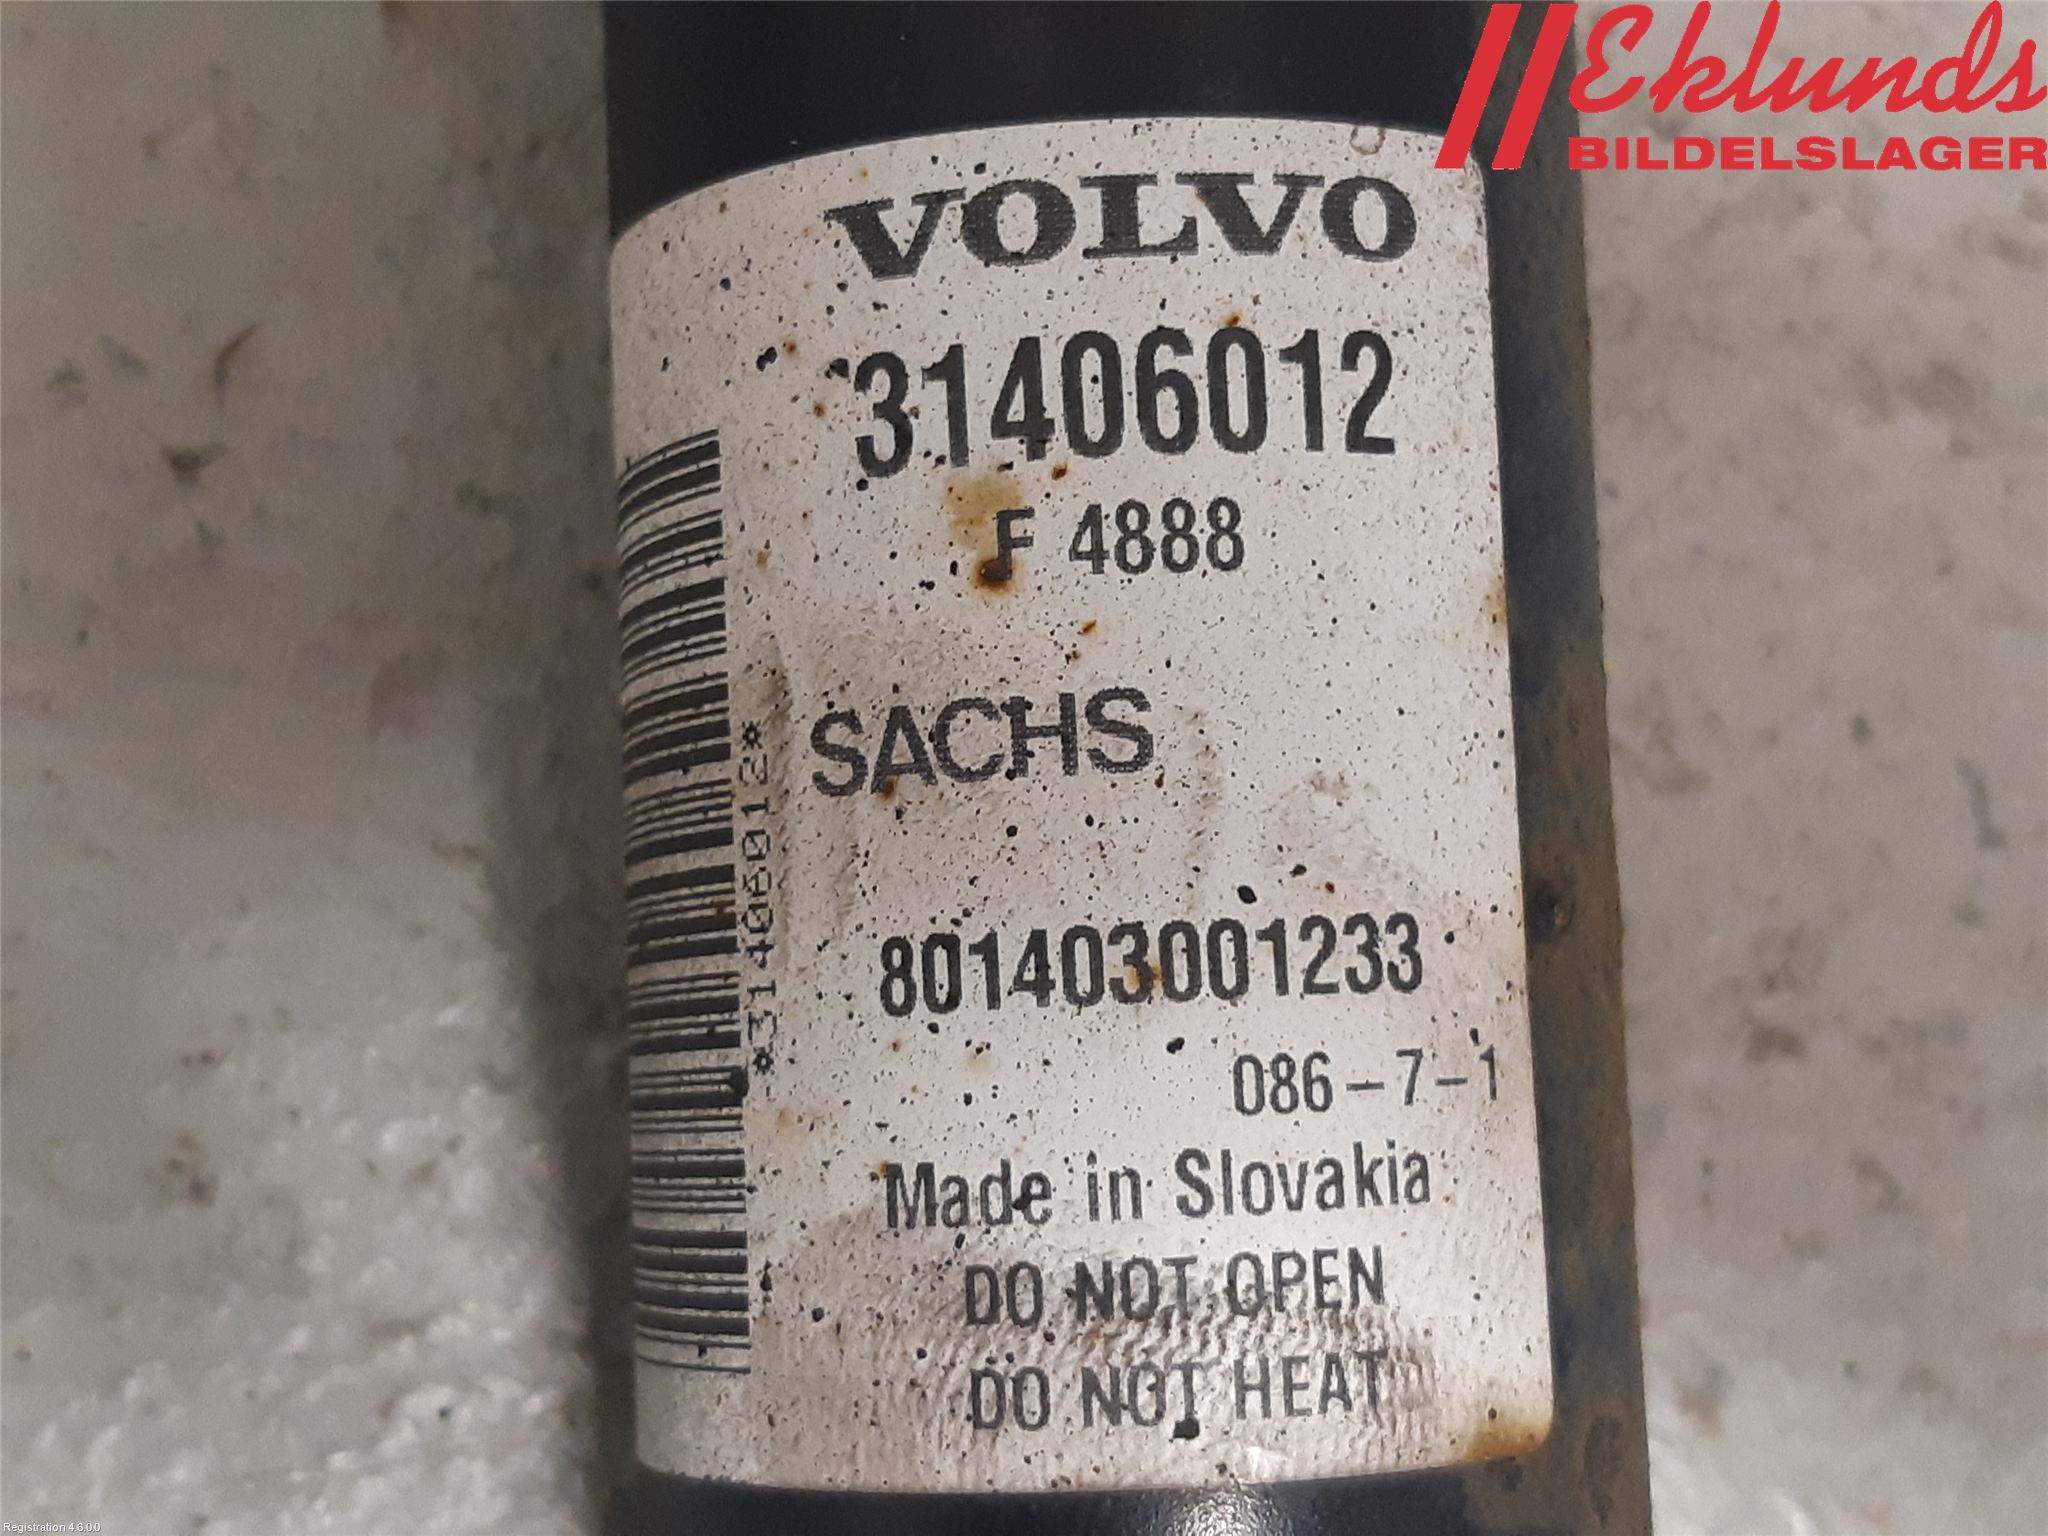 Eklunds
BILDELSLAGER
VOLVO
31406012
F 4888
SACHS
*31406012*
801403001233
086-7-1
Made in Slovakia
DO NOT OPEN
DO NOT HEAT
Registration 4.6.0.0